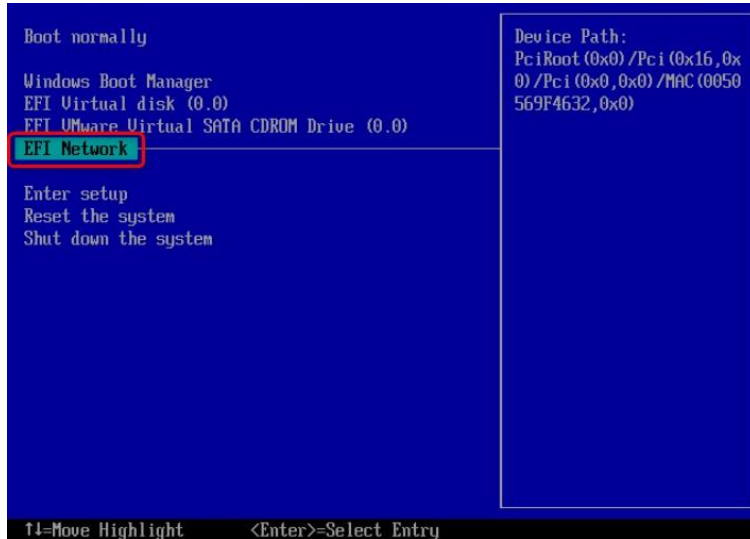 Boot normally
Windows Boot Manager
EFI Virtual disk (0.0)
EFI VMware Virtual SATA CDROM Drive (0.0)
EFI Network
Enter setup
Reset the system
Shut down the system
Device Path:
PciRoot(0x0)/Pci(0x16,0x
0)/Pci(0x0,0x0)/MAC(0050
569F4632,0x0)
↑↓=Move Highlight <Enter>=Select Entry